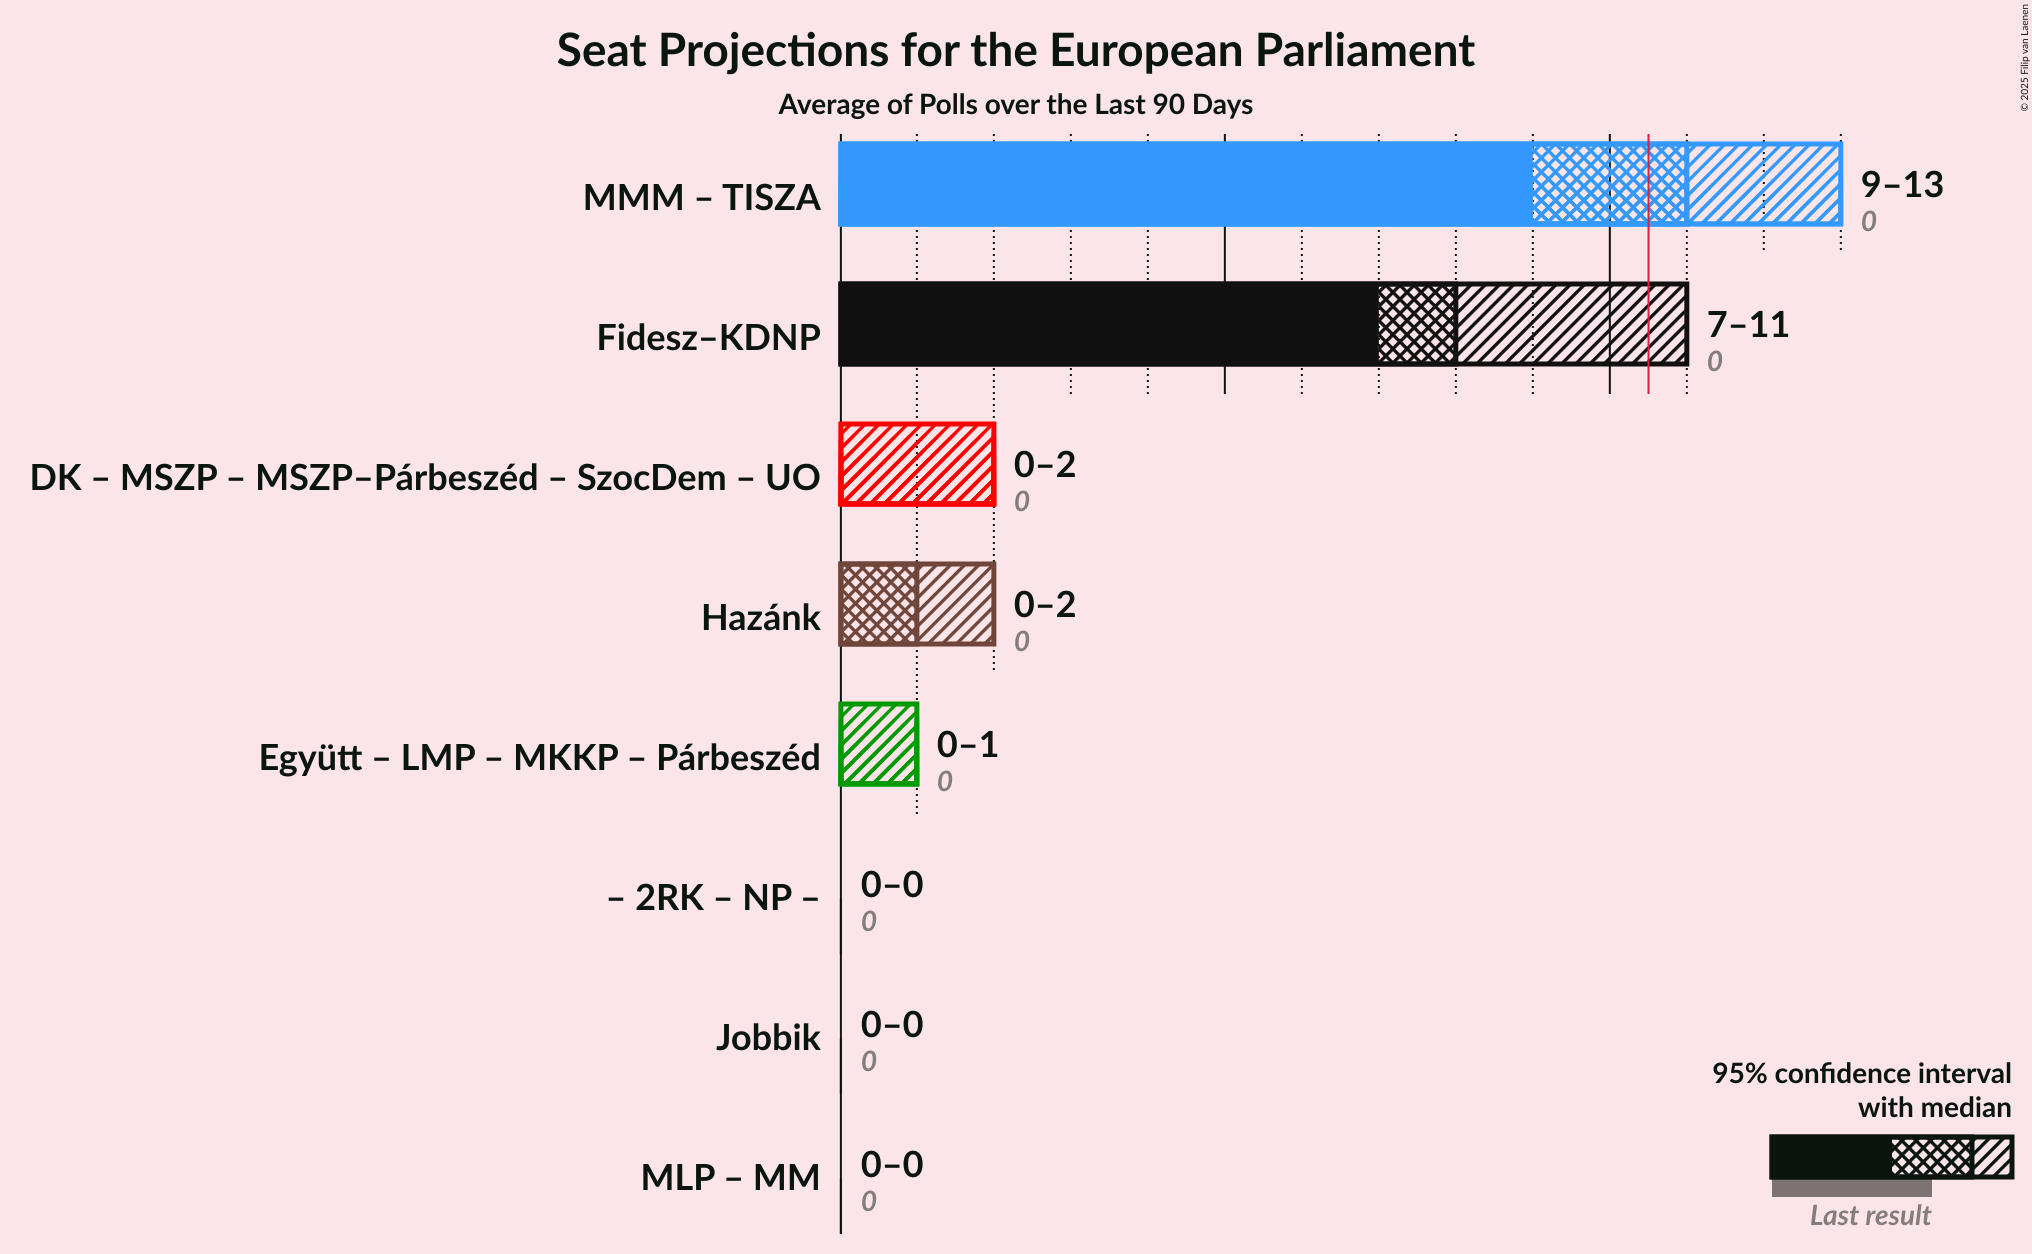 Seat Projections for the European Parliament
Average of Polls over the Last 90 Days
© 2025 Filip van Laenen
MMM – TISZA
9–13
0
Fidesz–KDNP
7–11
0
DK – MSZP – MSZP–Párbeszéd – SzocDem – UO
0–2
0
Hazánk
0–2
0
Együtt – LMP – MKKP – Párbeszéd
0–1
0
– 2RK – NP –
0–0
0
Jobbik
0–0
0
MLP – MM
0–0
0
95% confidence interval
with median
Last result